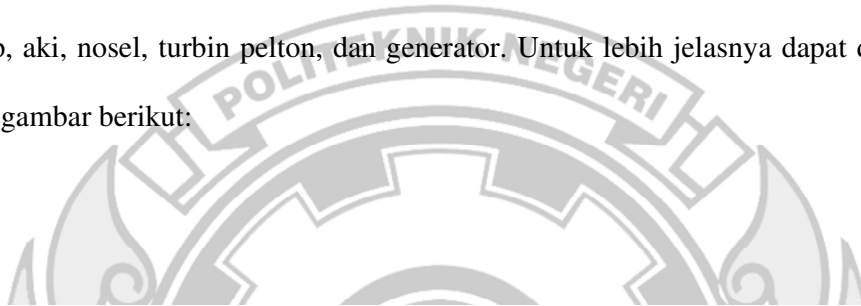 aki, nosel, turbin pelton, dan generator. Untuk lebih jelasnya dapat
gambar berikut:
POLITEKNIK NEGERI